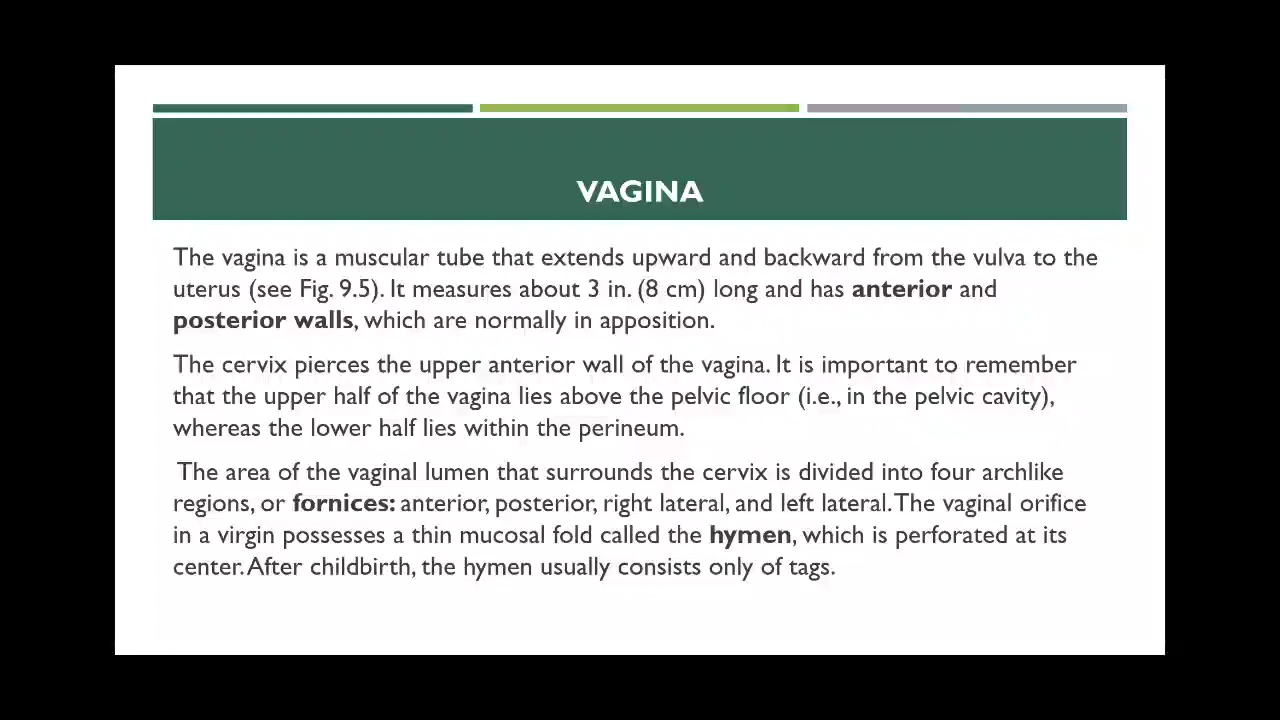 VAGINA
The vagina is a muscular tube that extends upward and backward from the vulva to the
uterus (see Fig. 9.5). It measures about 3 in. (8 cm) long and has anterior and
posterior walls, which are normally in apposition.
The cervix pierces the upper anterior wall of the vagina. It is important to remember
that the upper half of the vagina lies above the pelvic floor (i.e., in the pelvic cavity),
whereas the lower half lies within the perineum.
The area of the vaginal lumen that surrounds the cervix is divided into four archlike
regions, or fornices: anterior, posterior, right lateral, and left lateral. The vaginal orifice
in a virgin possesses a thin mucosal fold called the hymen, which is perforated at its
center. After childbirth, the hymen usually consists only of tags.